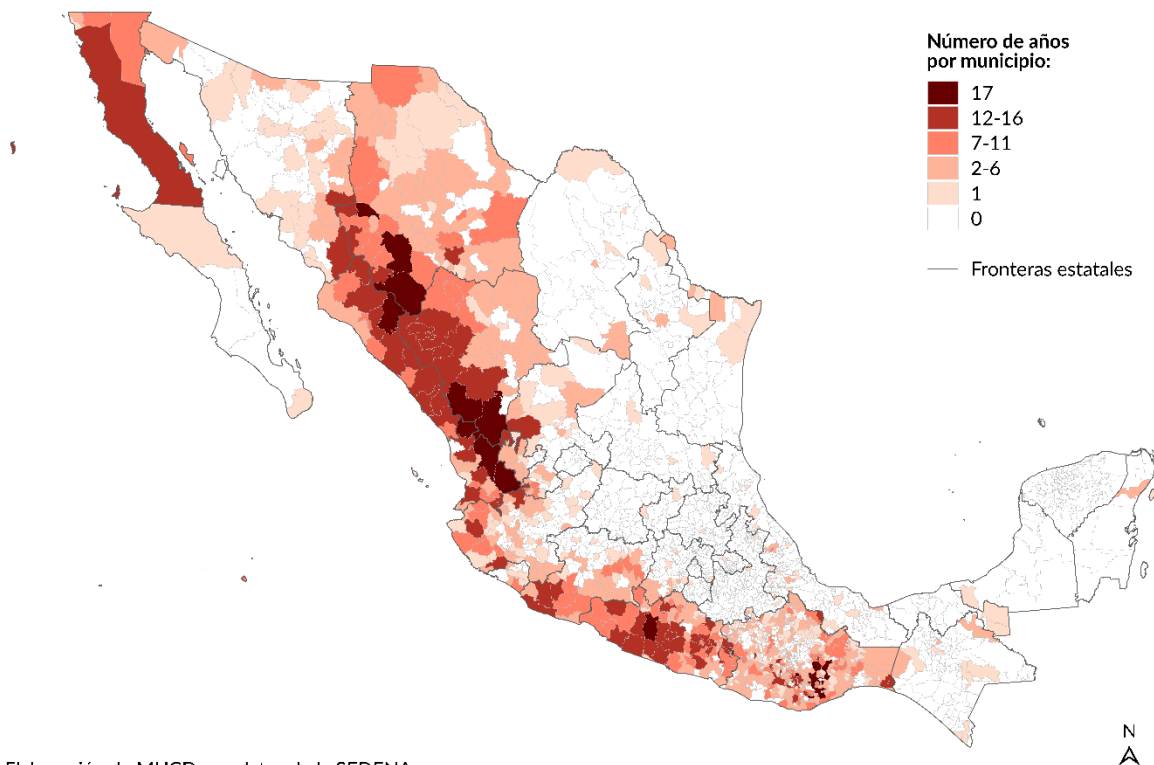 Número de años
por municipio:
17
12-16
7-11
2-6
1
0
Fronteras estatales
N